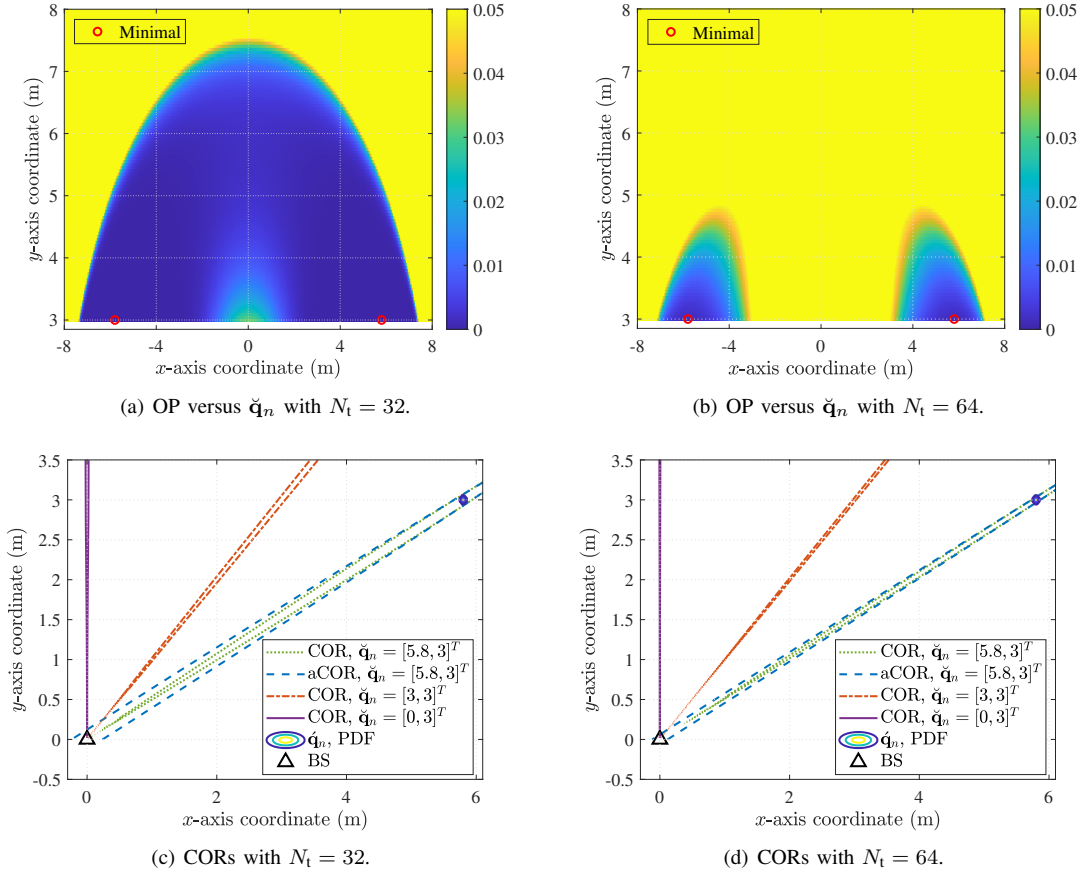 Minimal
8
7
6
5
4
3
-8
-4
0
4
8
x-axis coordinate (m)
y-axis coordinate (m)
0.05
0.04
0.03
0.02
0.01
0
(a) OP versus q̆n with Nt = 32.
Minimal
8
7
6
5
4
3
-8
-4
0
4
8
x-axis coordinate (m)
y-axis coordinate (m)
0.05
0.04
0.03
0.02
0.01
0
(b) OP versus q̆n with Nt = 64.
3.5
3
2.5
2
1.5
1
0.5
0
-0.5
0
2
4
6
x-axis coordinate (m)
y-axis coordinate (m)
COR, q̆n = [5.8, 3]^T
aCOR, q̆n = [5.8, 3]^T
COR, q̆n = [3, 3]^T
COR, q̆n = [0, 3]^T
q́n, PDF
BS
(c) CORs with Nt = 32.
3.5
3
2.5
2
1.5
1
0.5
0
-0.5
0
2
4
6
x-axis coordinate (m)
y-axis coordinate (m)
COR, q̆n = [5.8, 3]^T
aCOR, q̆n = [5.8, 3]^T
COR, q̆n = [3, 3]^T
COR, q̆n = [0, 3]^T
q́n, PDF
BS
(d) CORs with Nt = 64.